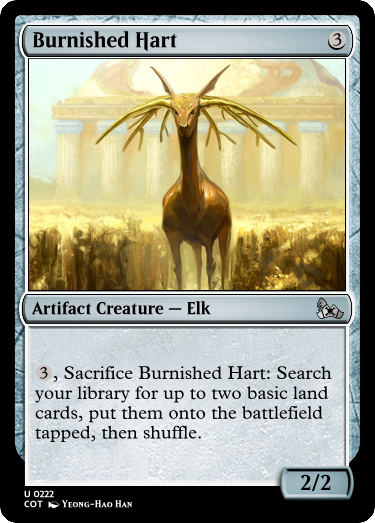 Burnished Hart 3
Artifact Creature — Elk
3, Sacrifice Burnished Hart: Search
your library for up to two basic land
cards, put them onto the battlefield
tapped, then shuffle.
2/2
U 0222
COT Yeong-Hao Han